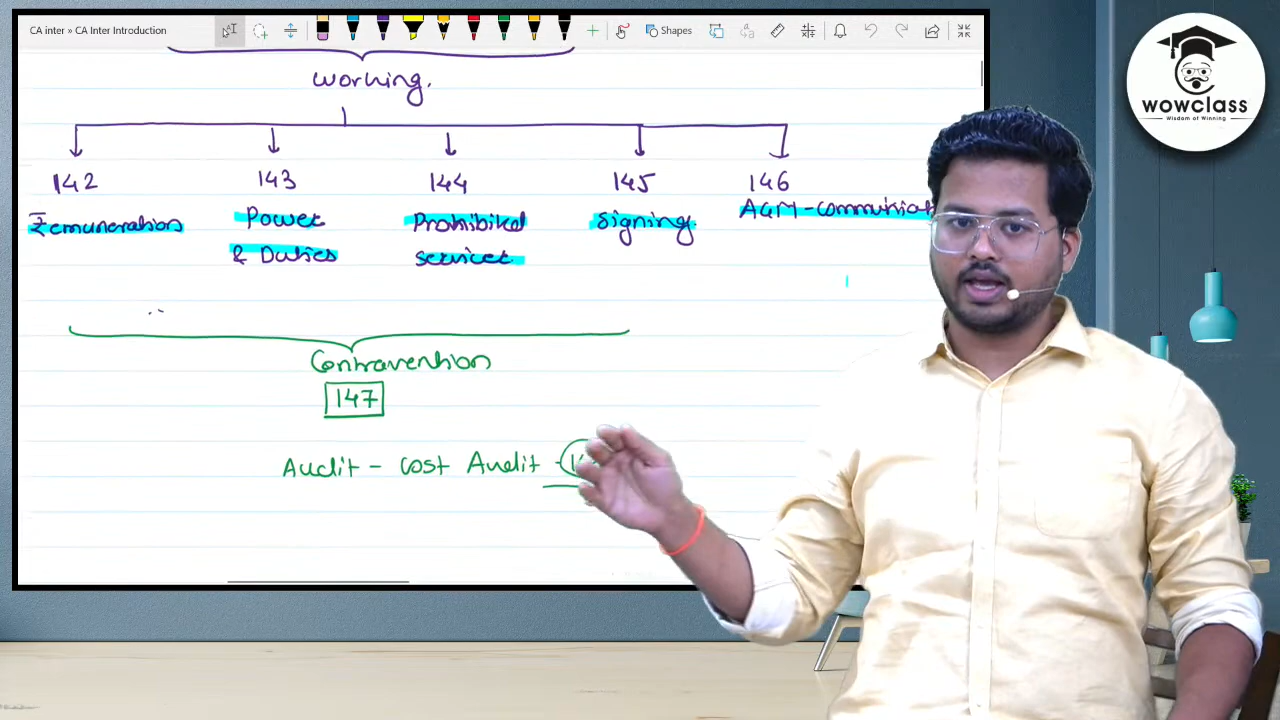 CA inter » CA Inter Introduction
Shapes
wowclass
Wisdom of Winning
working.
142 143 144 145 146
Remuneration Power Prohibited Signing AGM-
& Duties services
Contravention
147
Audit - cost Audit -